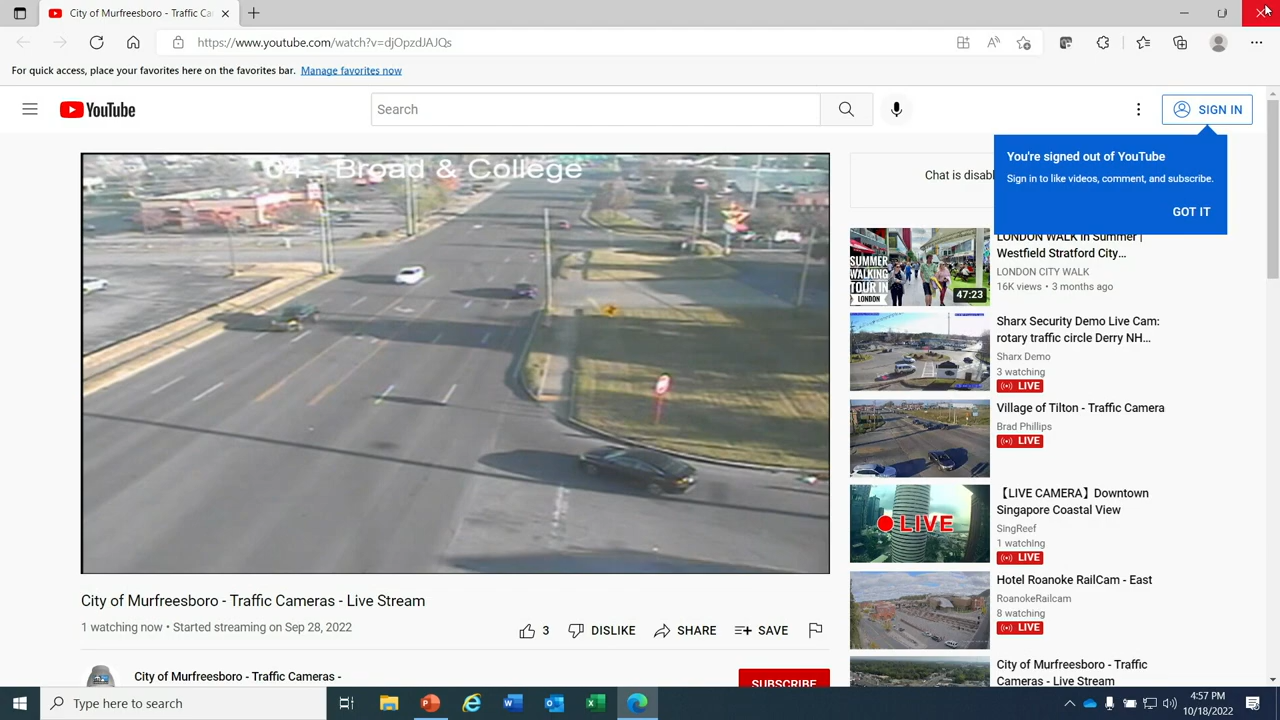 City of Murfreesboro - Traffic Ca
https://www.youtube.com/watch?v=djOpzdJAJQs
For quick access, place your favorites here on the favorites bar. Manage favorites now
YouTube
Search
SIGN IN
You're signed out of YouTube
Sign in to like videos, comment, and subscribe.
GOT IT
04 - Broad & College
Chat is disabl
SUMMER
WALKING
TOUR IN
LONDON
47:23
LONDON WALK in Summer |
Westfield Stratford City...
LONDON CITY WALK
16K views • 3 months ago
Sharx Security Demo Live Cam:
rotary traffic circle Derry NH...
Sharx Demo
3 watching
LIVE
Village of Tilton - Traffic Camera
Brad Phillips
LIVE
LIVE
【LIVE CAMERA】Downtown
Singapore Coastal View
SingReef
1 watching
LIVE
Hotel Roanoke RailCam - East
RoanokeRailcam
8 watching
LIVE
City of Murfreesboro - Traffic
Cameras - Live Stream
City of Murfreesboro - Traffic Cameras - Live Stream
1 watching now • Started streaming on Sep 28, 2022
3
DISLIKE
SHARE
SAVE
City of Murfreesboro - Traffic Cameras -
SUBSCRIBE
Type here to search
4:57 PM
10/18/2022